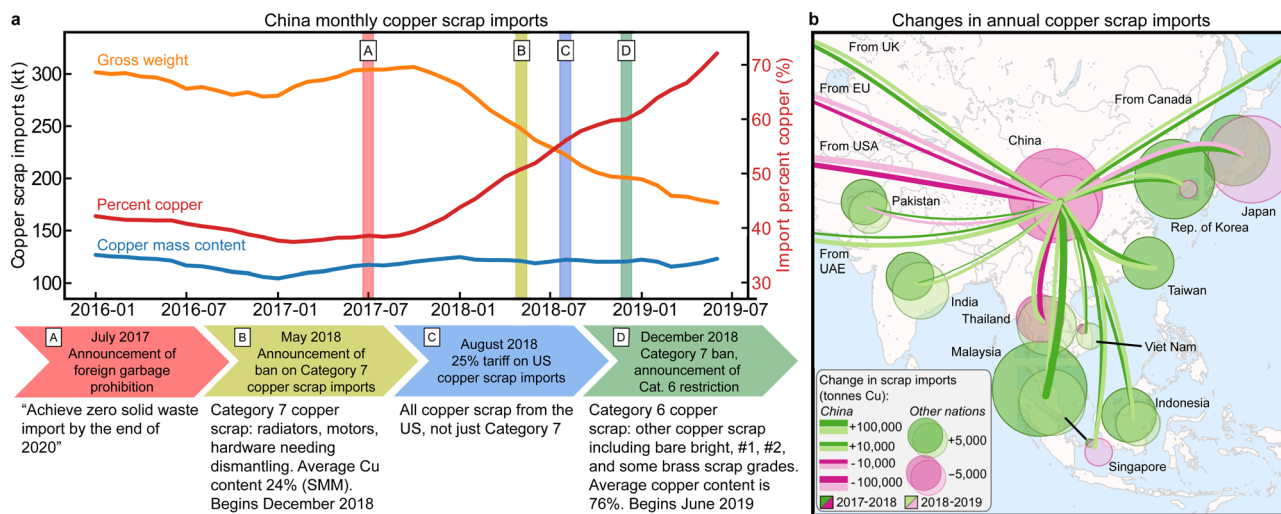 a
China monthly copper scrap imports
Copper scrap imports (kt)
300
250
200
150
100
Gross weight
Percent copper
Copper mass content
A
B
C
D
70
60
50
40
30
Import percent copper (%)
2016-01
2016-07
2017-01
2017-07
2018-01
2018-07
2019-01
2019-07
A
July 2017
Announcement of
foreign garbage
prohibition
“Achieve zero solid waste
import by the end of
2020”
B
May 2018
Announcement of
ban on Category 7
copper scrap imports
Category 7 copper
scrap: radiators, motors,
hardware needing
dismantling. Average Cu
content 24% (SMM).
Begins December 2018
C
August 2018
25% tariff on US
copper scrap imports
All copper scrap from the
US, not just Category 7
D
December 2018
Category 7 ban,
announcement of
Cat. 6 restriction
Category 6 copper
scrap: other copper scrap
including bare bright, #1, #2,
and some brass scrap grades.
Average copper content is
76%. Begins June 2019
b
Changes in annual copper scrap imports
From UK
From EU
From Canada
From USA
China
Pakistan
Japan
Rep. of Korea
From
UAE
India
Taiwan
Thailand
Viet Nam
Malaysia
Indonesia
Singapore
Change in scrap imports
(tonnes Cu):
China
Other nations
+100,000
+10,000
-10,000
-100,000
+5,000
−5,000
2017-2018
2018-2019